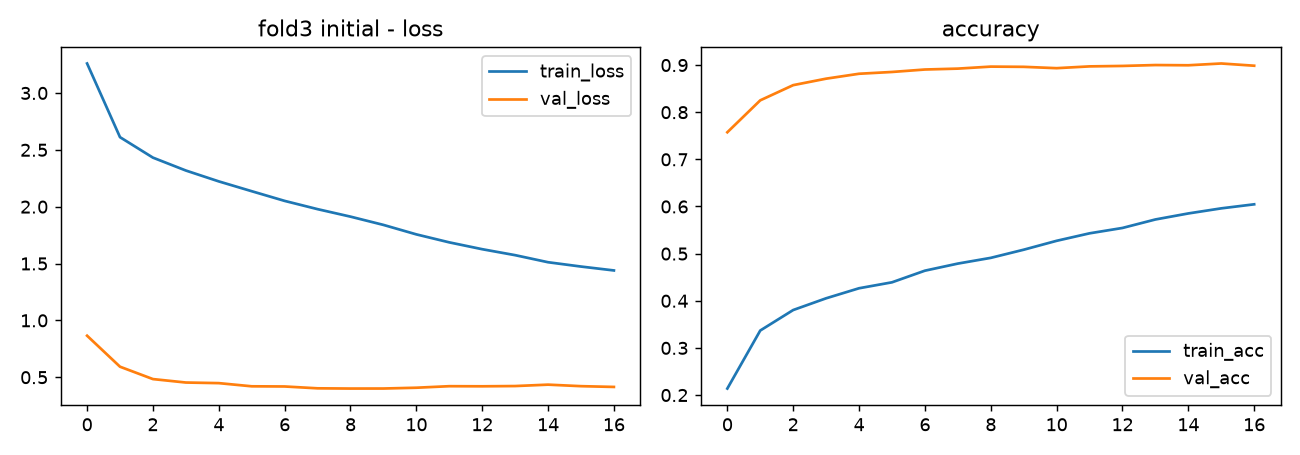 fold3 initial - loss
3.0
2.5
2.0
1.5
1.0
0.5
0 2 4 6 8 10 12 14 16
train_loss
val_loss
accuracy
0.9
0.8
0.7
0.6
0.5
0.4
0.3
0.2
0 2 4 6 8 10 12 14 16
train_acc
val_acc